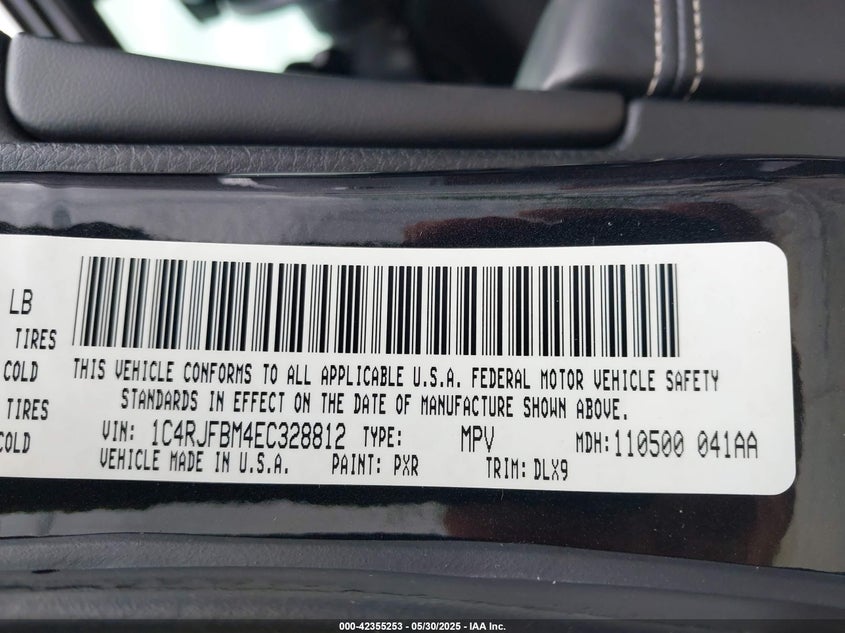 LB
TIRES
COLD
TIRES
COLD
THIS VEHICLE CONFORMS TO ALL APPLICABLE U.S.A. FEDERAL MOTOR VEHICLE SAFETY
STANDARDS IN EFFECT ON THE DATE OF MANUFACTURE SHOWN ABOVE.
VIN: 1C4RJFBM4EC328812 TYPE: MPV MDH: 110500 041AA
VEHICLE MADE IN U.S.A. PAINT: PXR TRIM: DLX9
000-42355253 - 05/30/2025 - IAA Inc.